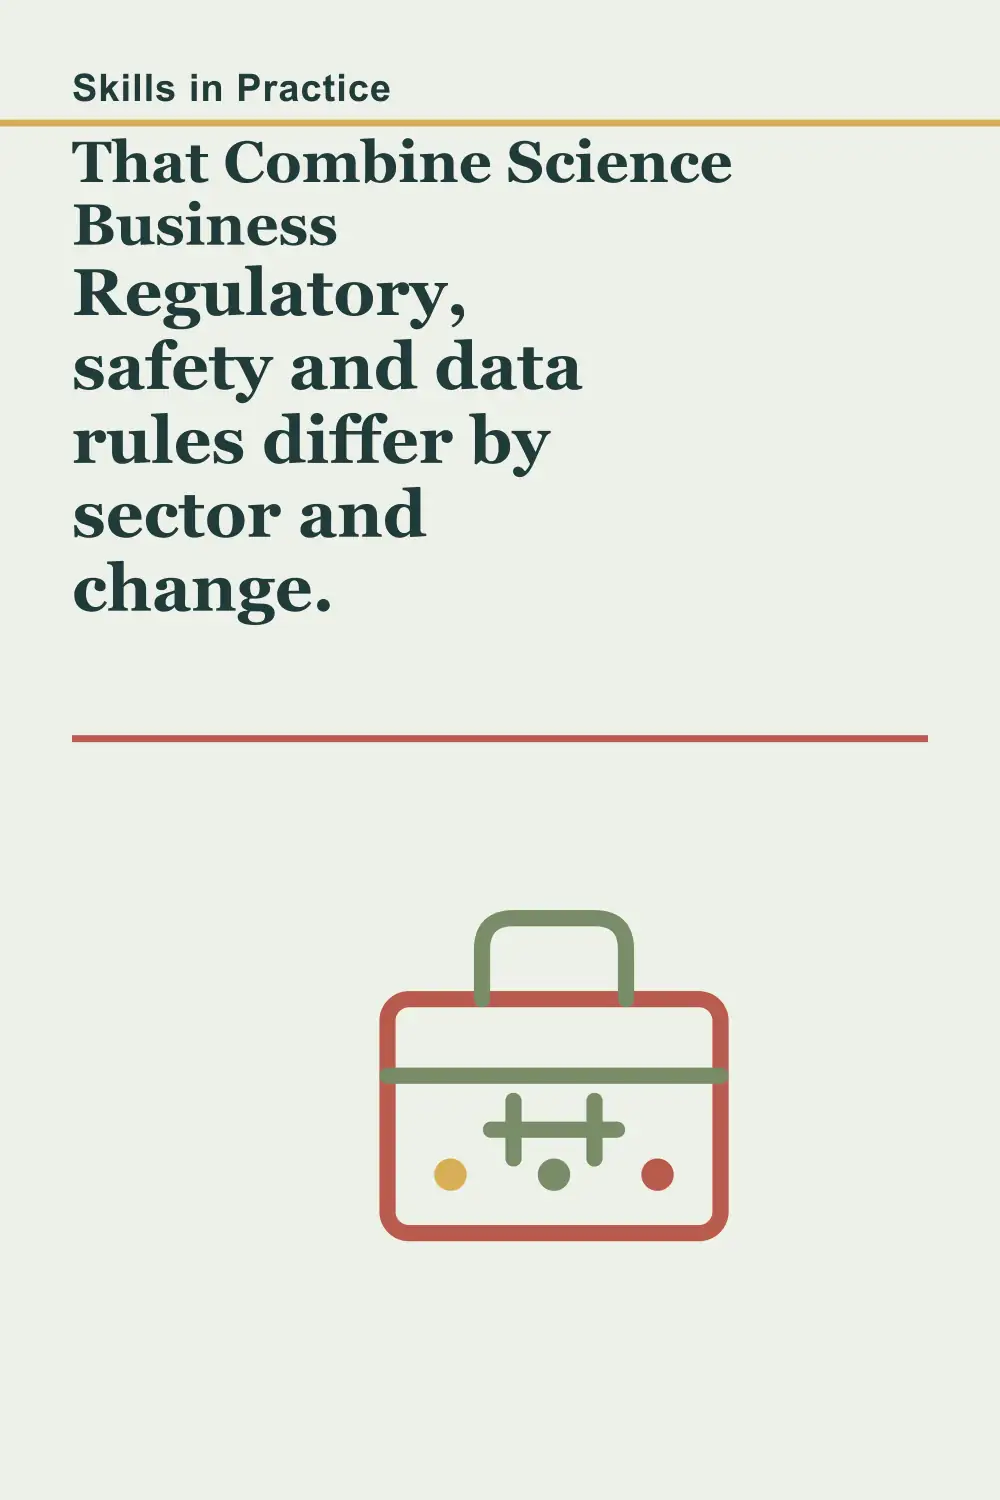 Skills in Practice
That Combine Science
Business
Regulatory,
safety and data
rules differ by
sector and
change.